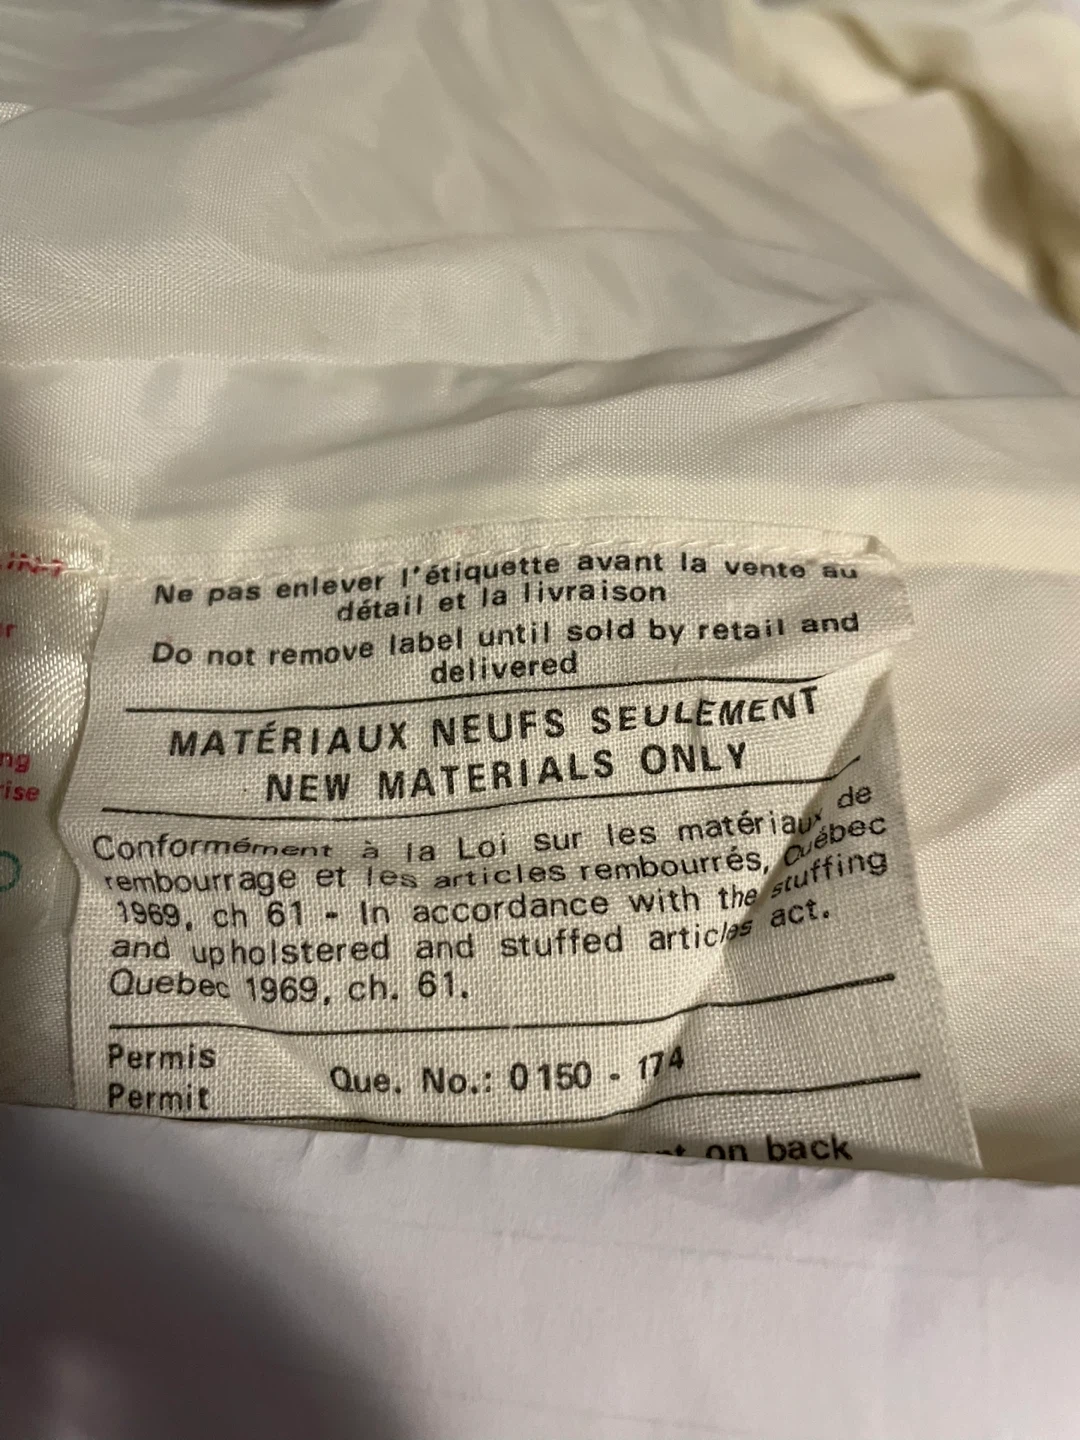 Ne pas enlever l'étiquette avant la vente au
détail et la livraison
Do not remove label until sold by retail and
delivered
MATÉRIAUX NEUFS SEULEMENT
NEW MATERIALS ONLY
Conformément à la Loi sur les matériaux de
rembourrage et les articles rembourrés, Québec
1969, ch 61 - In accordance with the stuffing
and upholstered and stuffed articles act.
Quebec 1969, ch. 61.
Permis
Permit
Que. No.: 0150 - 174
on back